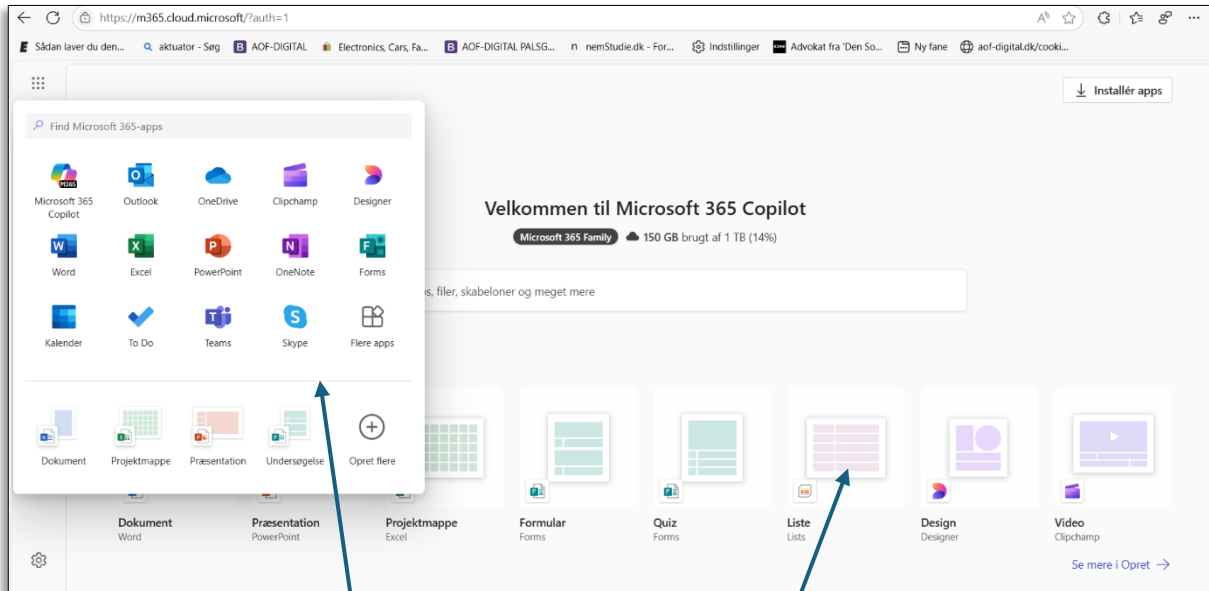 https://m365.cloud.microsoft/?auth=1
Sådan laver du den...
aktuator - Søg
AOF-DIGITAL
Electronics, Cars, Fa...
AOF-DIGITAL PALSG...
nemStudie.dk - For...
Indstillinger
Advokat fra 'Den So...
Ny fane
aof-digital.dk/cooki...
Installér apps
Find Microsoft 365-apps
M365
Microsoft 365 Copilot
Outlook
OneDrive
Clipchamp
Designer
Word
Excel
PowerPoint
OneNote
Forms
Kalender
To Do
Teams
Skype
Flere apps
Dokument
Projektmappe
Præsentation
Undersøgelse
Opret flere
Velkommen til Microsoft 365 Copilot
Microsoft 365 Family 150 GB brugt af 1 TB (14%)
filer, skabeloner og meget mere
Dokument
Word
Præsentation
PowerPoint
Projektmappe
Excel
Formular
Forms
Quiz
Forms
Liste
Lists
Design
Designer
Video
Clipchamp
Se mere i Opret